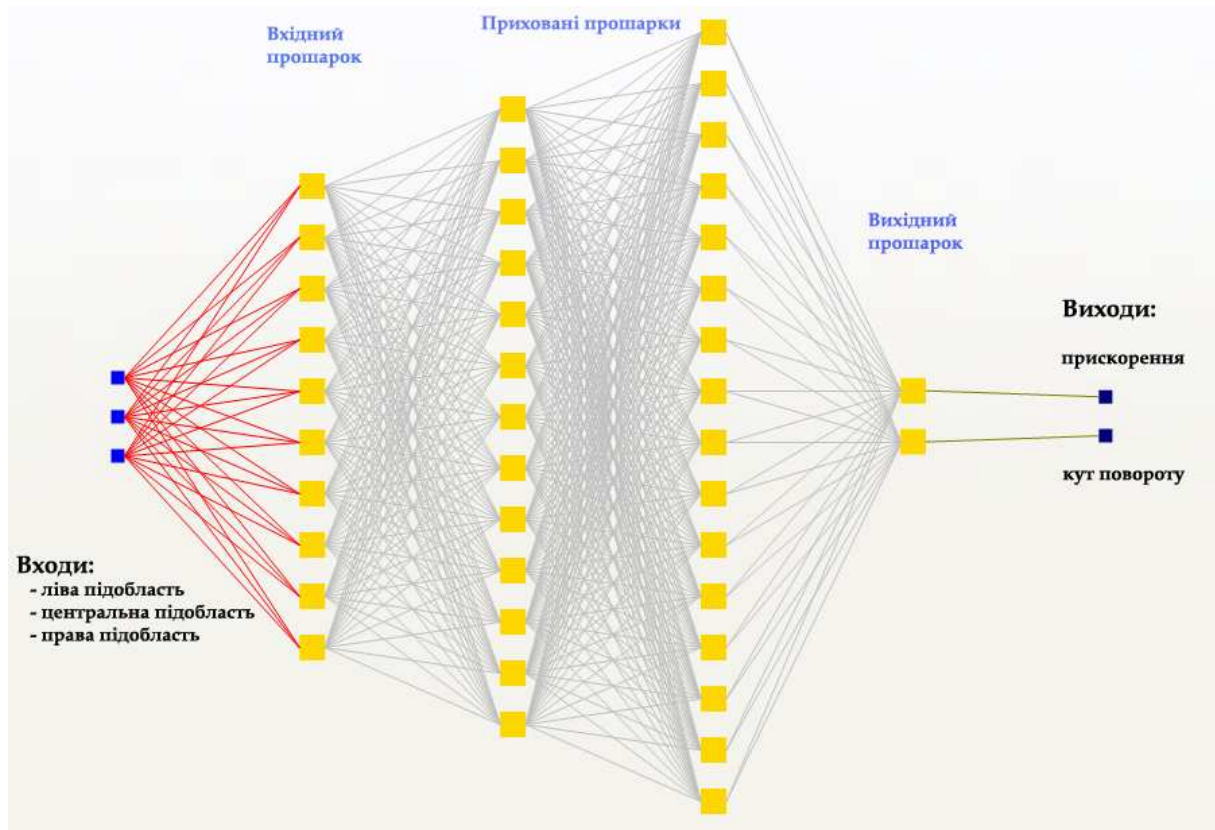 Вхідний
прошарок
Приховані прошарки
Вихідний
прошарок
Виходи:
прискорення
кут повороту
Входи:
- ліва підобласть
- центральна підобласть
- права підобласть